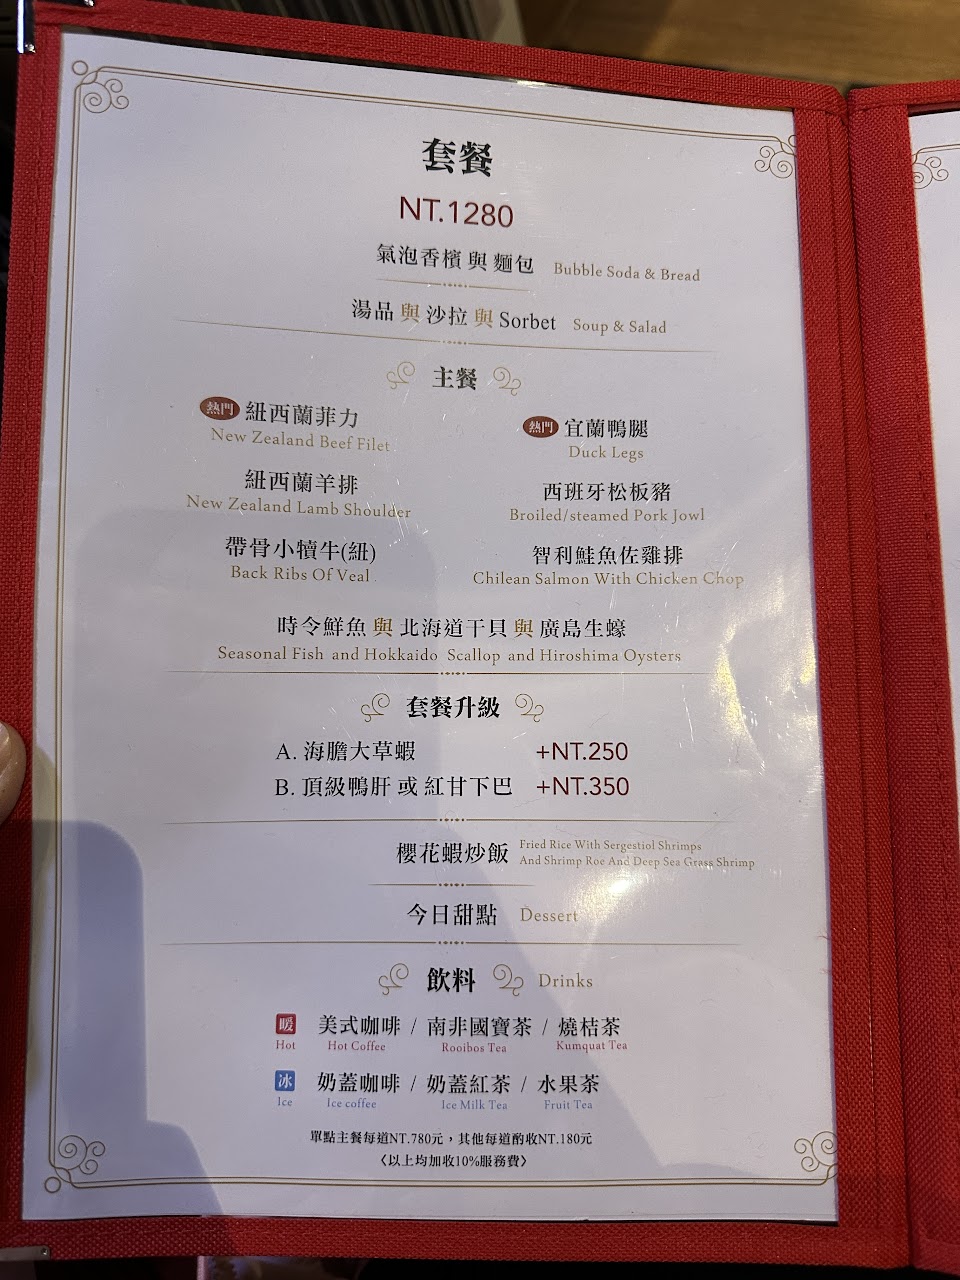 套餐
NT.1280
氣泡香檳 與 麵包 Bubble Soda & Bread
湯品 與 沙拉 與 Sorbet Soup & Salad
主餐
熱門 紐西蘭菲力
New Zealand Beef Filet
熱門 宜蘭鴨腿
Duck Legs
紐西蘭羊排
New Zealand Lamb Shoulder
西班牙松板豬
Broiled/steamed Pork Jowl
帶骨小犢牛(紐)
Back Ribs Of Veal
智利鮭魚佐雞排
Chilean Salmon With Chicken Chop
時令鮮魚 與 北海道干貝 與 廣島生蠔
Seasonal Fish and Hokkaido Scallop and Hiroshima Oysters
套餐升級
A. 海膽大草蝦 +NT.250
B. 頂級鴨肝 或 紅甘下巴 +NT.350
櫻花蝦炒飯 Fried Rice With Sergestiol Shrimps
And Shrimp Roe And Deep Sea Grass Shrimp
今日甜點 Dessert
飲料 Drinks
暖 美式咖啡 / 南非國寶茶 / 燒桔茶
Hot Hot Coffee Rooibos Tea Kumquat Tea
冰 奶蓋咖啡 / 奶蓋紅茶 / 水果茶
Ice Ice coffee Ice Milk Tea Fruit Tea
單點主餐每道NT.780元，其他每道酌收NT.180元
〈以上均加收10%服務費〉